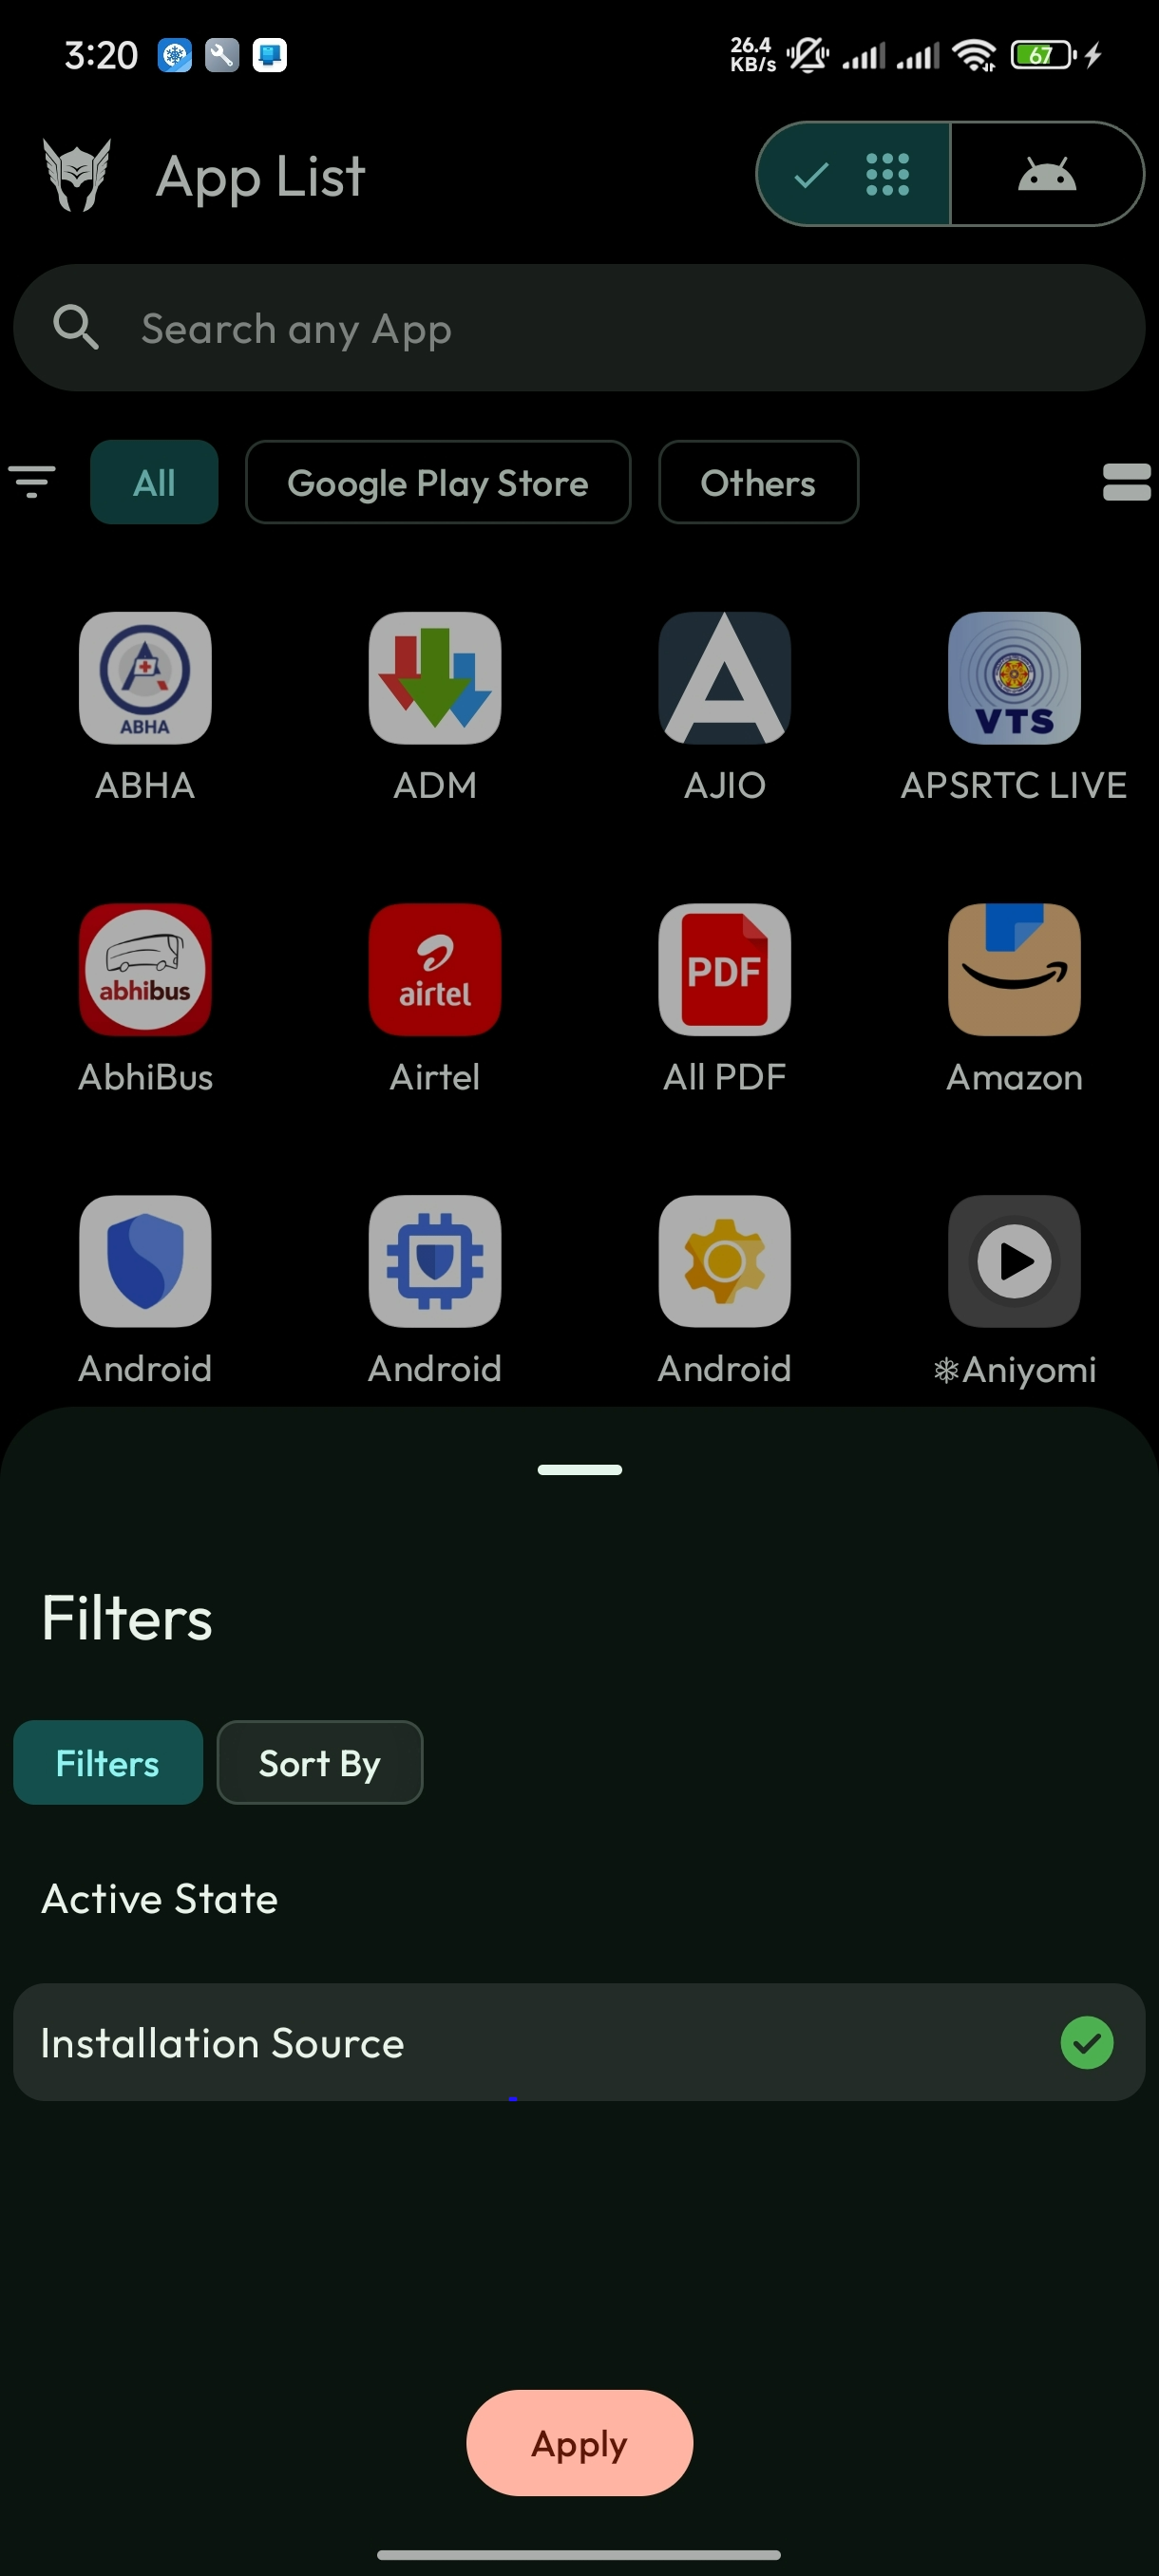 3:20
26.4
KB/s
67
App List
Search any App
All
Google Play Store
Others
ABHA
VTS
ABHA
ADM
AJIO
APSRTC LIVE
abhibus
airtel
PDF
AbhiBus
Airtel
All PDF
Amazon
Android
Android
Android
❄Aniyomi
Filters
Filters
Sort By
Active State
Installation Source
Apply